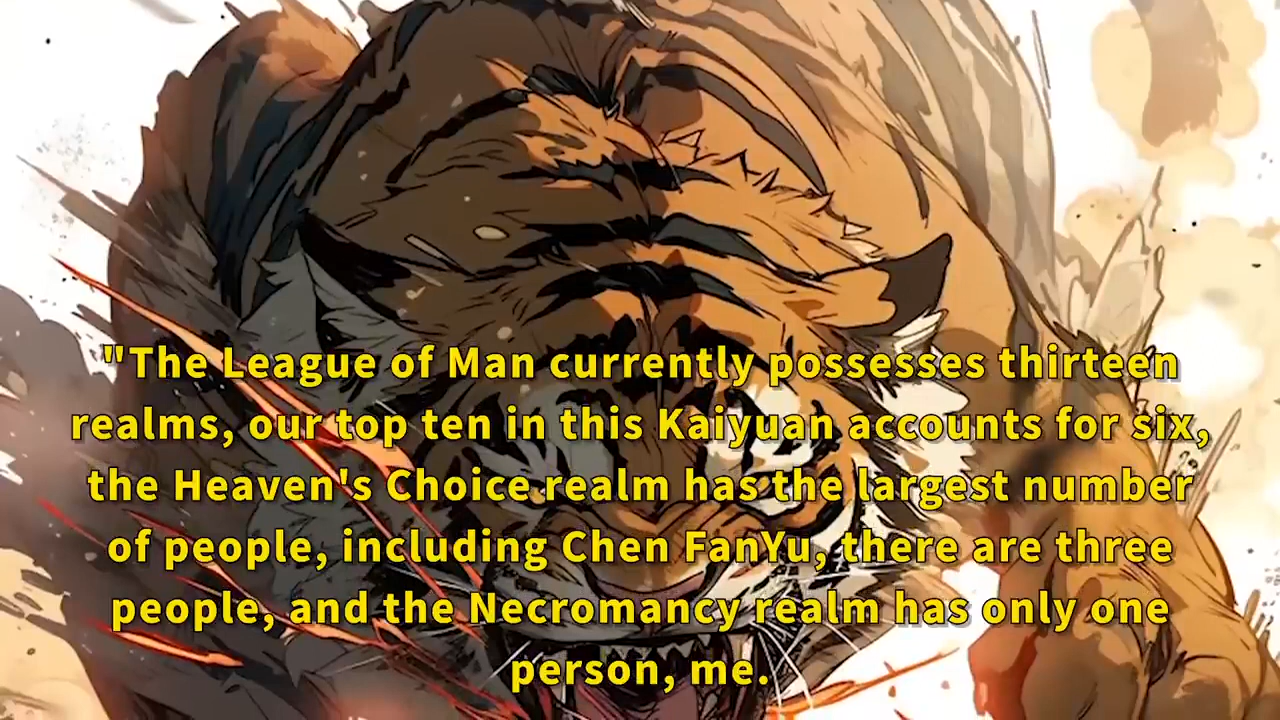 "The League of Man currently possesses thirteen
realms, our top ten in this Kaiyuan accounts for six,
the Heaven's Choice realm has the largest number
of people, including Chen FanYu, there are three
people, and the Necromancy realm has only one
person, me.